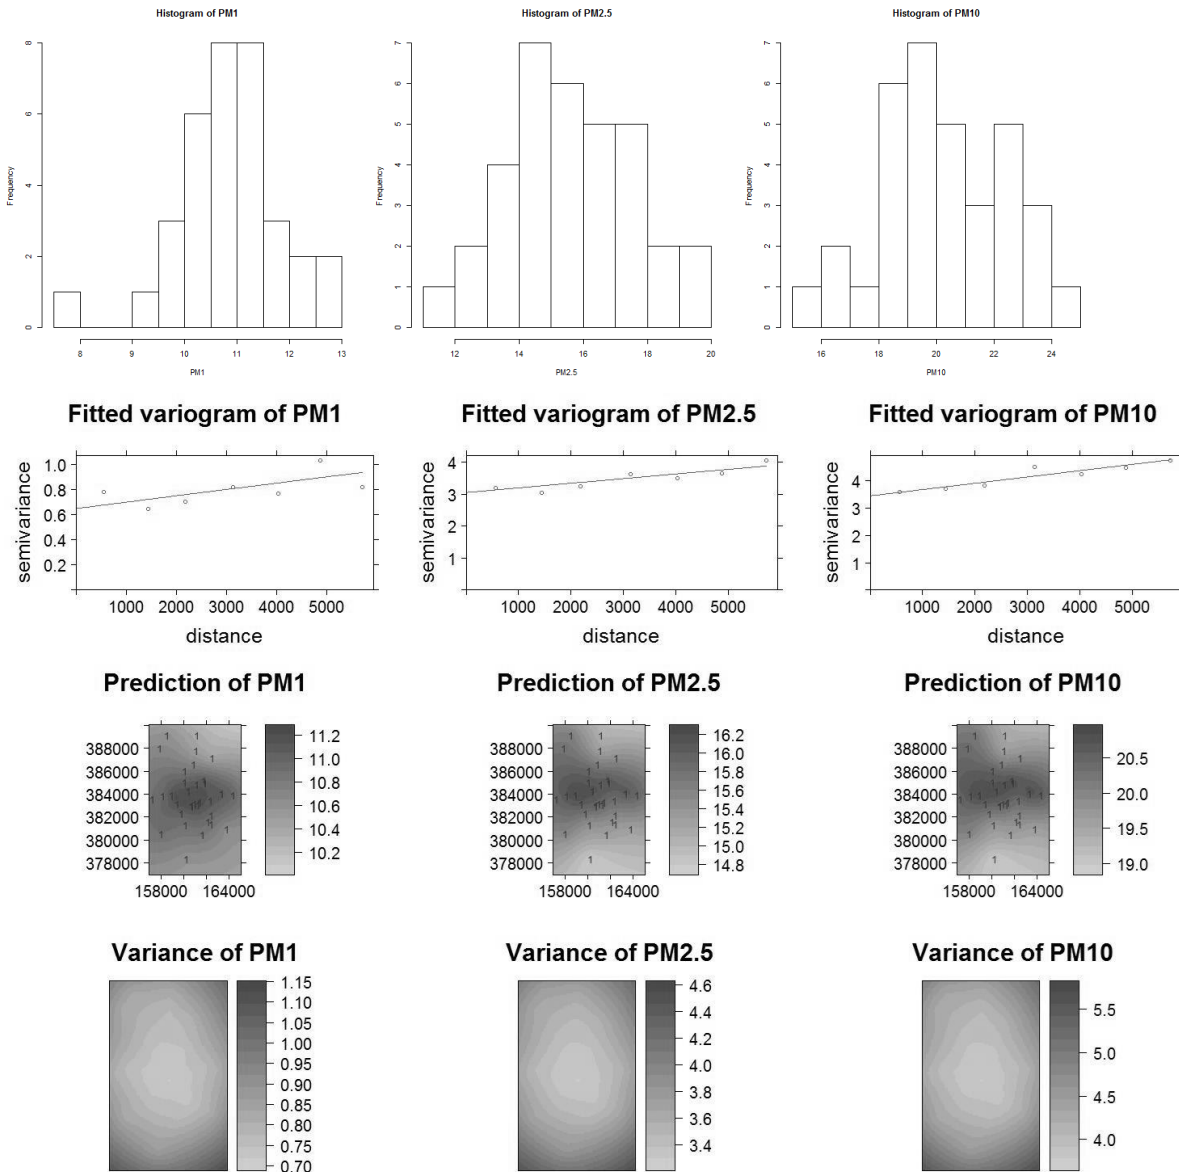 Histogram of PM1
Histogram of PM2.5
Histogram of PM10
Frequency
0 2 4 6 8
8 9 10 11 12 13
PM1
Frequency
0 1 2 3 4 5 6 7
12 14 16 18 20
PM2.5
Frequency
0 1 2 3 4 5 6 7
16 18 20 22 24
PM10
Fitted variogram of PM1
Fitted variogram of PM2.5
Fitted variogram of PM10
semivariance
1.0
0.8
0.6
0.4
0.2
1000 2000 3000 4000 5000
distance
semivariance
4
3
2
1
1000 2000 3000 4000 5000
distance
semivariance
4
3
2
1
1000 2000 3000 4000 5000
distance
Prediction of PM1
Prediction of PM2.5
Prediction of PM10
388000
386000
384000
382000
380000
378000
158000 164000
11.2
11.0
10.8
10.6
10.4
10.2
388000
386000
384000
382000
380000
378000
158000 164000
16.2
16.0
15.8
15.6
15.4
15.2
15.0
14.8
388000
386000
384000
382000
380000
378000
158000 164000
20.5
20.0
19.5
19.0
Variance of PM1
Variance of PM2.5
Variance of PM10
1.15
1.10
1.05
1.00
0.95
0.90
0.85
0.80
0.75
0.70
4.6
4.4
4.2
4.0
3.8
3.6
3.4
5.5
5.0
4.5
4.0